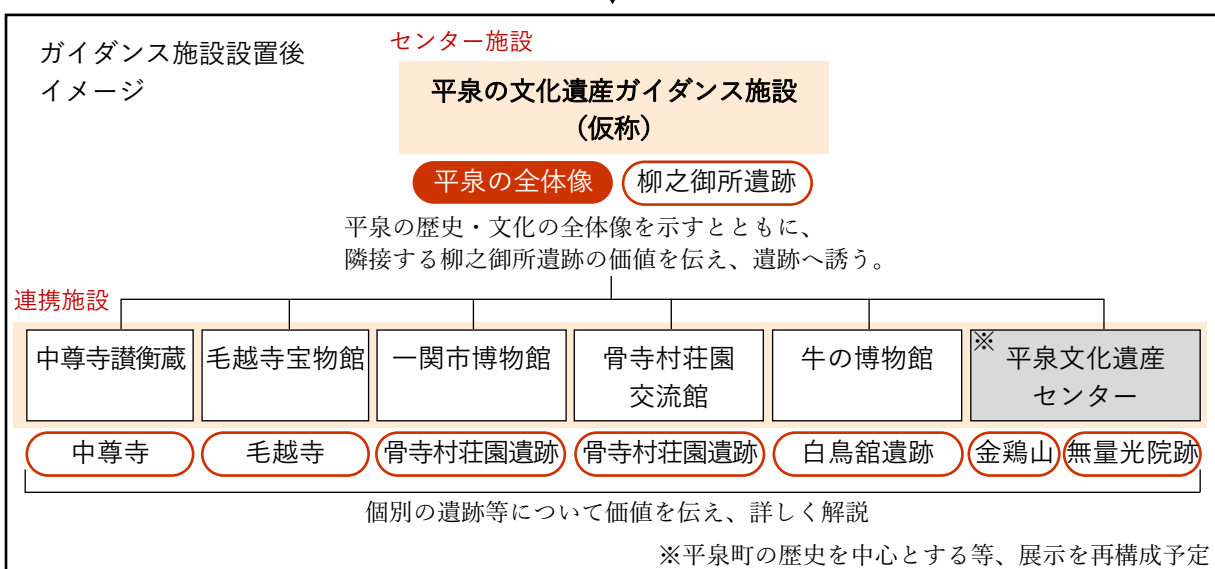 ガイダンス施設設置後
イメージ
センター施設
平泉の文化遺産ガイダンス施設
（仮称）
平泉の全体像
柳之御所遺跡
平泉の歴史・文化の全体像を示すとともに、
隣接する柳之御所遺跡の価値を伝え、遺跡へ誘う。
連携施設
中尊寺讃衡蔵
毛越寺宝物館
一関市博物館
骨寺村荘園
交流館
牛の博物館
※
平泉文化遺産
センター
中尊寺
毛越寺
骨寺村荘園遺跡
骨寺村荘園遺跡
白鳥舘遺跡
金鶏山
無量光院跡
個別の遺跡等について価値を伝え、詳しく解説
※平泉町の歴史を中心とする等、展示を再構成予定